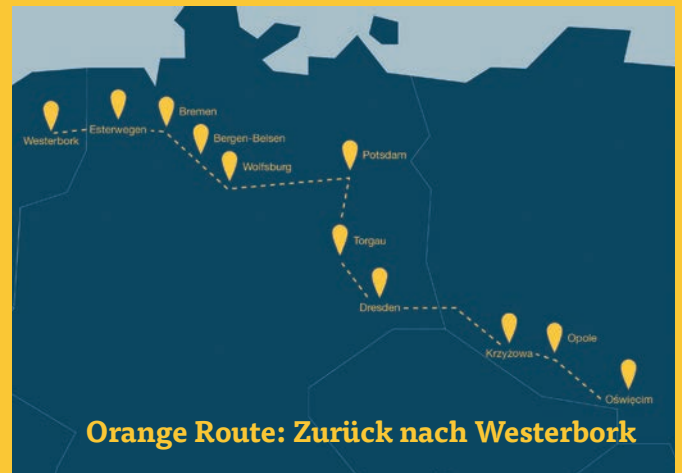 Westerbork
Esterwegen
Bremen
Bergen-Belsen
Wolfsburg
Potsdam
Torgau
Dresden
Krzyżowa
Opole
Oświęcim
Orange Route: Zurück nach Westerbork